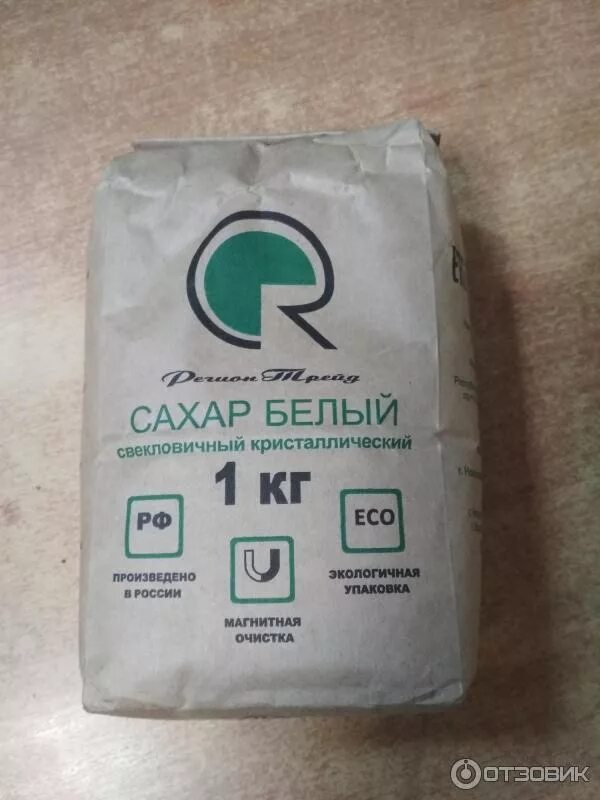 Регион Трейд
САХАР БЕЛЫЙ
свекловичный кристаллический
1 кг
РФ
ПРОИЗВЕДЕНО
В РОССИИ
МАГНИТНАЯ
ОЧИСТКА
ECO
ЭКОЛОГИЧНАЯ
УПАКОВКА
ОТЗОВИК